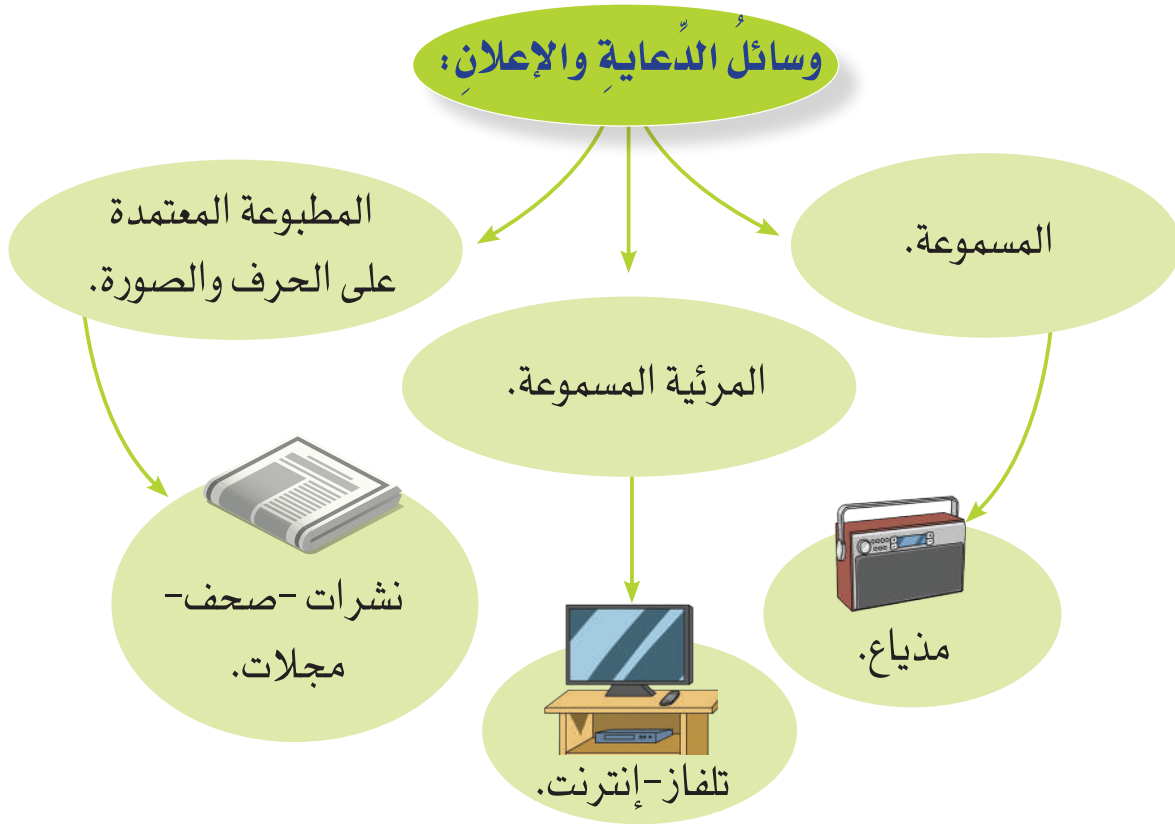 وسائلُ الدِّعايةِ والإعلانِ:
المسموعة.
المرئية المسموعة.
المطبوعة المعتمدة
على الحرف والصورة.
مذياع.
تلفاز-إنترنت.
نشرات -صحف-
مجلات.